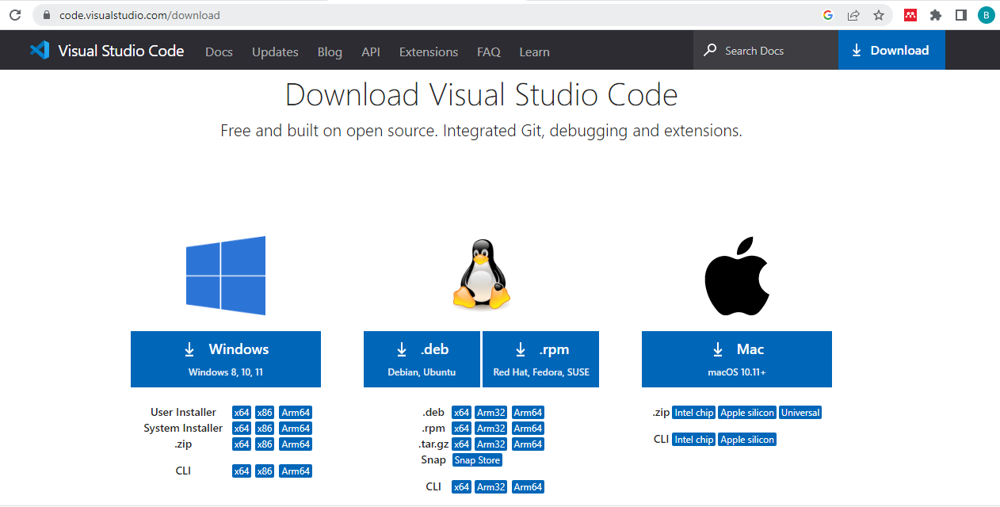 code.visualstudio.com/download
B
Visual Studio Code Docs Updates Blog API Extensions FAQ Learn Search Docs Download
Download Visual Studio Code
Free and built on open source. Integrated Git, debugging and extensions.
Windows
Windows 8, 10, 11
User Installer x64 x86 Arm64
System Installer x64 x86 Arm64
.zip x64 x86 Arm64
CLI x64 x86 Arm64
.deb
Debian, Ubuntu
.rpm
Red Hat, Fedora, SUSE
.deb x64 Arm32 Arm64
.rpm x64 Arm32 Arm64
.tar.gz x64 Arm32 Arm64
Snap Snap Store
CLI x64 Arm32 Arm64
Mac
macOS 10.11+
.zip Intel chip Apple silicon Universal
CLI Intel chip Apple silicon